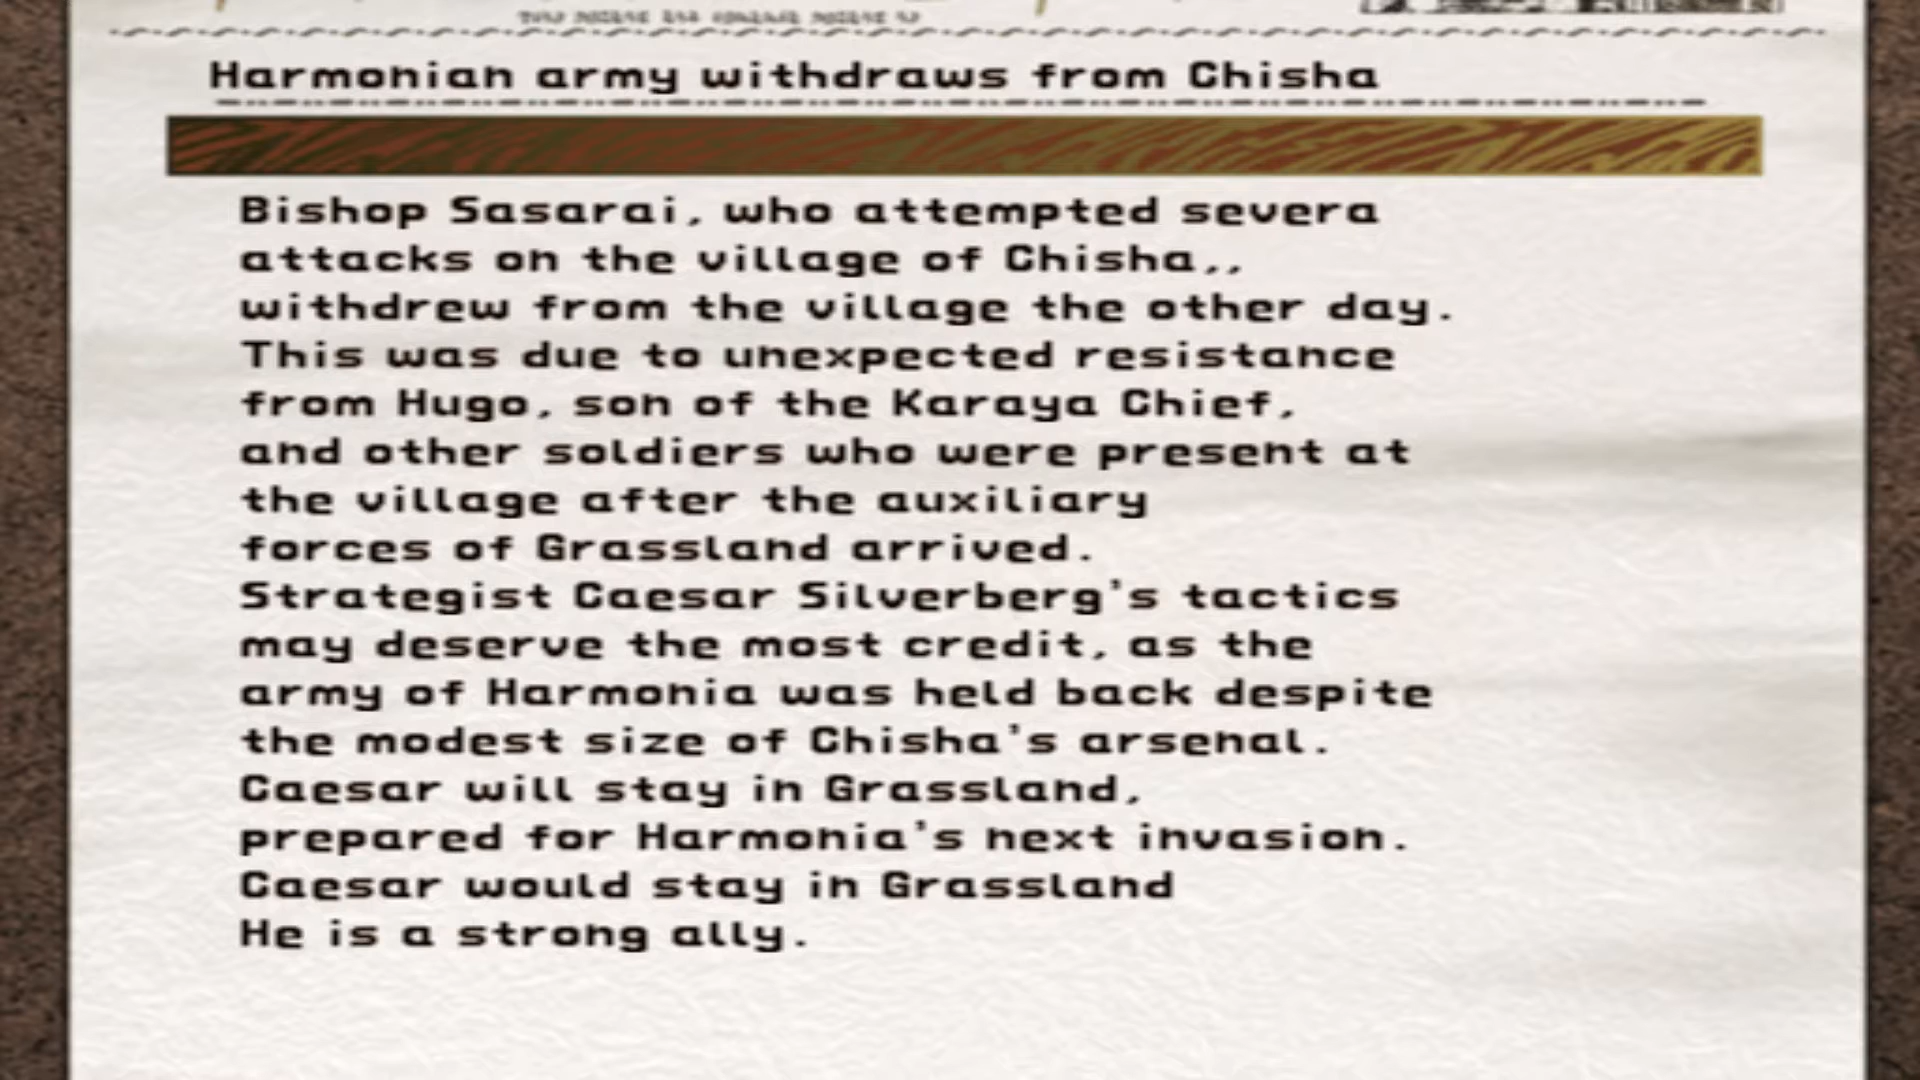 Harmonian army withdraws from Chisha
Bishop Sasarai, who attempted severa
attacks on the village of Chisha,,
withdrew from the village the other day.
This was due to unexpected resistance
from Hugo, son of the Karaya Chief,
and other soldiers who were present at
the village after the auxiliary
forces of Grassland arrived.
Strategist Caesar Silverberg's tactics
may deserve the most credit, as the
army of Harmonia was held back despite
the modest size of Chisha's arsenal.
Caesar will stay in Grassland,
prepared for Harmonia's next invasion.
Caesar would stay in Grassland
He is a strong ally.